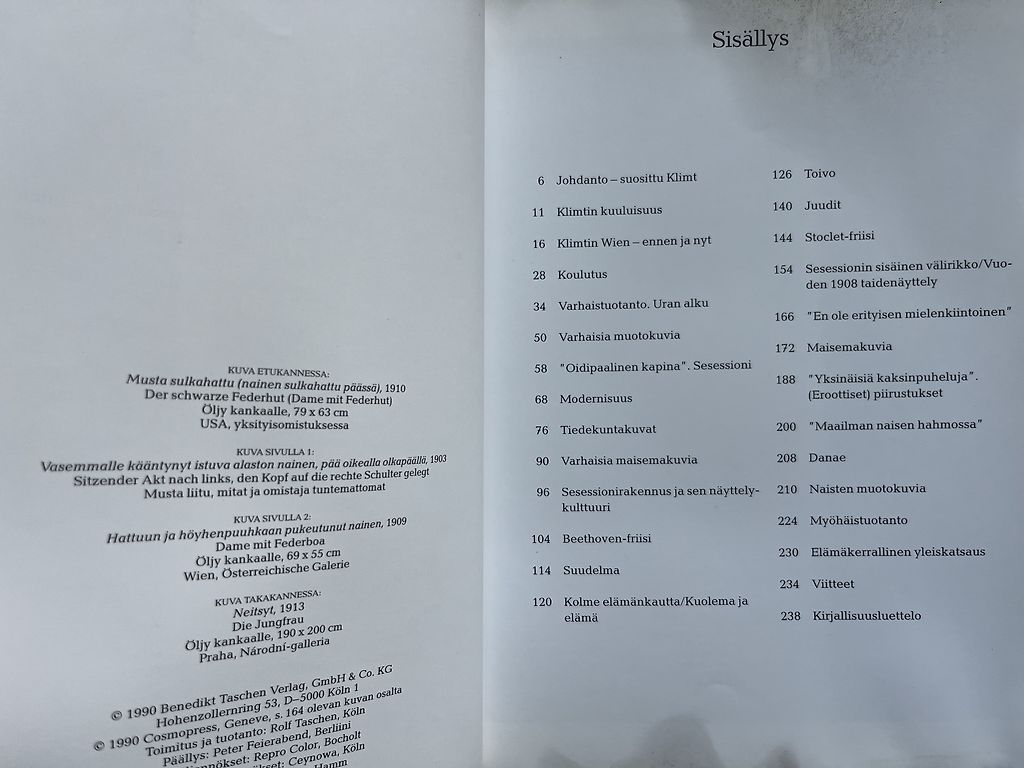 KUVA ETUKANNESSA:
Musta sulkahattu (nainen sulkahattu päässä), 1910
Der schwarze Federhut (Dame mit Federhut)
Öljy kankaalle, 79 x 63 cm
USA, yksityisomistuksessa
KUVA SIVULLA 1:
Vasemmalle kääntynyt istuva alaston nainen, pää oikealla olkapäällä, 1903
Sitzender Akt nach links, den Kopf auf die rechte Schulter gelegt
Musta liitu, mitat ja omistaja tuntemattomat
KUVA SIVULLA 2:
Hattuun ja höyhenpuuhkaan pukeutunut nainen, 1909
Dame mit Federboa
Öljy kankaalle, 69 x 55 cm
Wien, Österreichische Galerie
KUVA TAKAKANNESSA:
Neitsyt, 1913
Die Jungfrau
Öljy kankaalle, 190 x 200 cm
Praha, Národní-galleria
© 1990 Benedikt Taschen Verlag, GmbH & Co. KG
Hohenzollernring 53, D–5000 Köln 1
© 1990 Cosmopress, Geneve, s. 164 olevan kuvan osalta
Toimitus ja tuotanto: Rolf Taschen, Köln
Päällys: Peter Feierabend, Berliini
Repro Color, Bocholt
Ceynowa, Köln
Hamm
Sisällys
6 Johdanto – suosittu Klimt
11 Klimtin kuuluisuus
16 Klimtin Wien – ennen ja nyt
28 Koulutus
34 Varhaistuotanto. Uran alku
50 Varhaisia muotokuvia
58 "Oidipaalinen kapina". Sesessioni
68 Modernisuus
76 Tiedekuntakuvat
90 Varhaisia maisemakuvia
96 Sesessionirakennus ja sen näyttely-
kulttuuri
104 Beethoven-friisi
114 Suudelma
120 Kolme elämänkautta/Kuolema ja
elämä
126 Toivo
140 Juudit
144 Stoclet-friisi
154 Sesessionin sisäinen välirikko/Vuo-
den 1908 taidenäyttely
166 "En ole erityisen mielenkiintoinen"
172 Maisemakuvia
188 "Yksinäisiä kaksinpuheluja".
(Eroottiset) piirustukset
200 "Maailman naisen hahmossa"
208 Danae
210 Naisten muotokuvia
224 Myöhäistuotanto
230 Elämäkerrallinen yleiskatsaus
234 Viitteet
238 Kirjallisuusluettelo